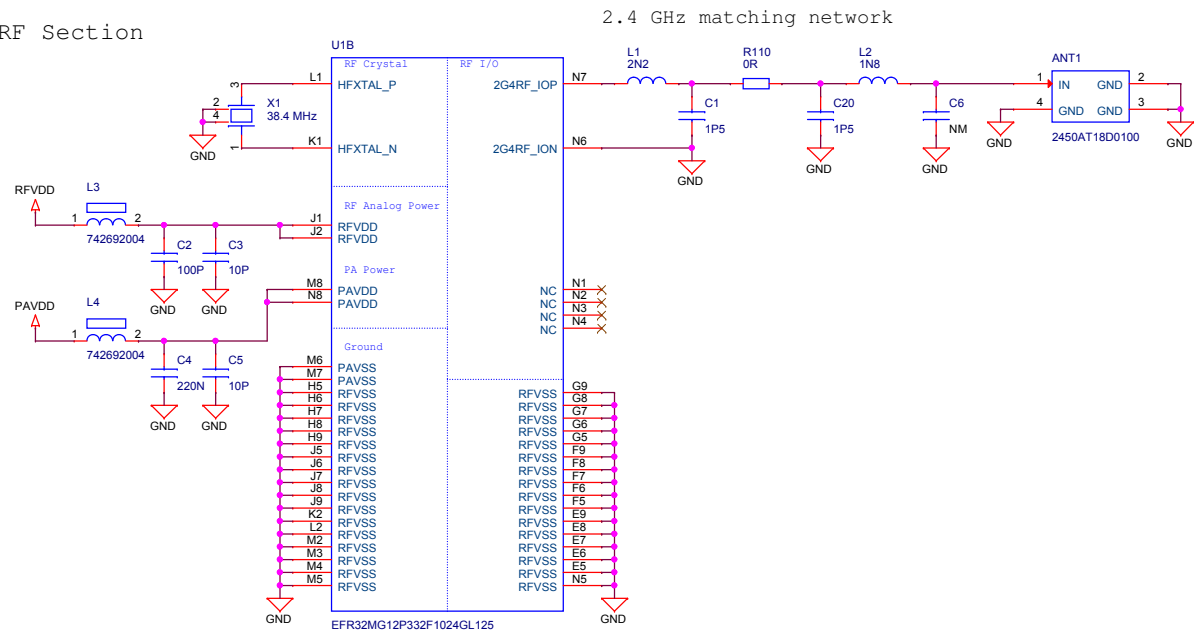 RF Section
2.4 GHz matching network
U1B
RF Crystal
RF I/O
L1
HFXTAL_P
3
2
4
X1
38.4 MHz
1
GND
K1
HFXTAL_N
2G4RF_IOP
N7
2G4RF_ION
N6
L1
2N2
C1
1P5
GND
R110
0R
C20
1P5
GND
L2
1N8
C6
NM
GND
ANT1
1
IN
GND
2
4
GND
GND
3
2450AT18D0100
GND
GND
RFVDD
L3
1
2
742692004
C2
100P
GND
C3
10P
GND
RF Analog Power
J1
RFVDD
J2
RFVDD
PA Power
M8
PAVDD
N8
PAVDD
PAVDD
L4
1
2
742692004
C4
220N
GND
C5
10P
GND
NC
N1
NC
N2
NC
N3
NC
N4
Ground
M6
PAVSS
M7
PAVSS
H5
RFVSS
H6
RFVSS
H7
RFVSS
H8
RFVSS
H9
RFVSS
J5
RFVSS
J6
RFVSS
J7
RFVSS
J8
RFVSS
J9
RFVSS
K2
RFVSS
L2
RFVSS
M2
RFVSS
M3
RFVSS
M4
RFVSS
M5
RFVSS
GND
RFVSS
G9
RFVSS
G8
RFVSS
G7
RFVSS
G6
RFVSS
G5
RFVSS
F9
RFVSS
F8
RFVSS
F7
RFVSS
F6
RFVSS
F5
RFVSS
E9
RFVSS
E8
RFVSS
E7
RFVSS
E6
RFVSS
E5
RFVSS
N5
GND
EFR32MG12P332F1024GL125